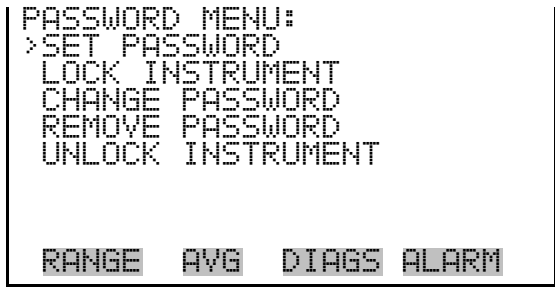 PASSWORD MENU:
>SET PASSWORD
LOCK INSTRUMENT
CHANGE PASSWORD
REMOVE PASSWORD
UNLOCK INSTRUMENT
RANGE AVG DIAGS ALARM